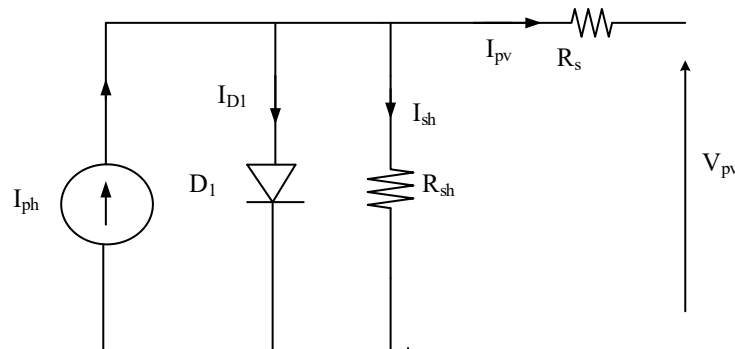 I_pv
R_s
I_D1
I_sh
V_pv
D_1
R_sh
I_ph